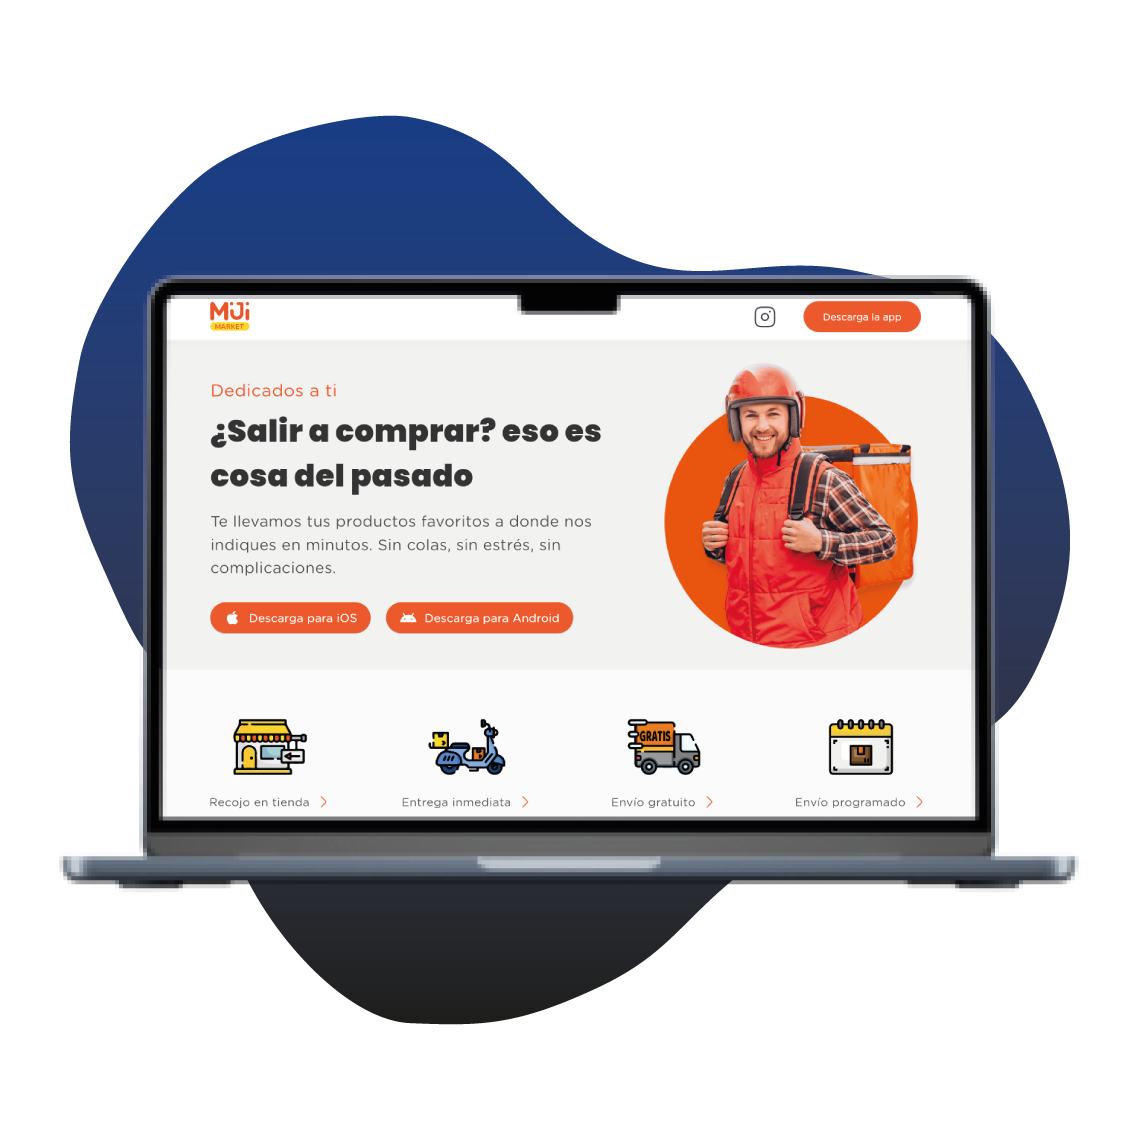 MiJi
MARKET
Descarga la app
Dedicados a ti
¿Salir a comprar? eso es
cosa del pasado
Te llevamos tus productos favoritos a donde nos
indiques en minutos. Sin colas, sin estrés, sin
complicaciones.
Descarga para iOS
Descarga para Android
GRATIS
Recojo en tienda
Entrega inmediata
Envío gratuito
Envío programado